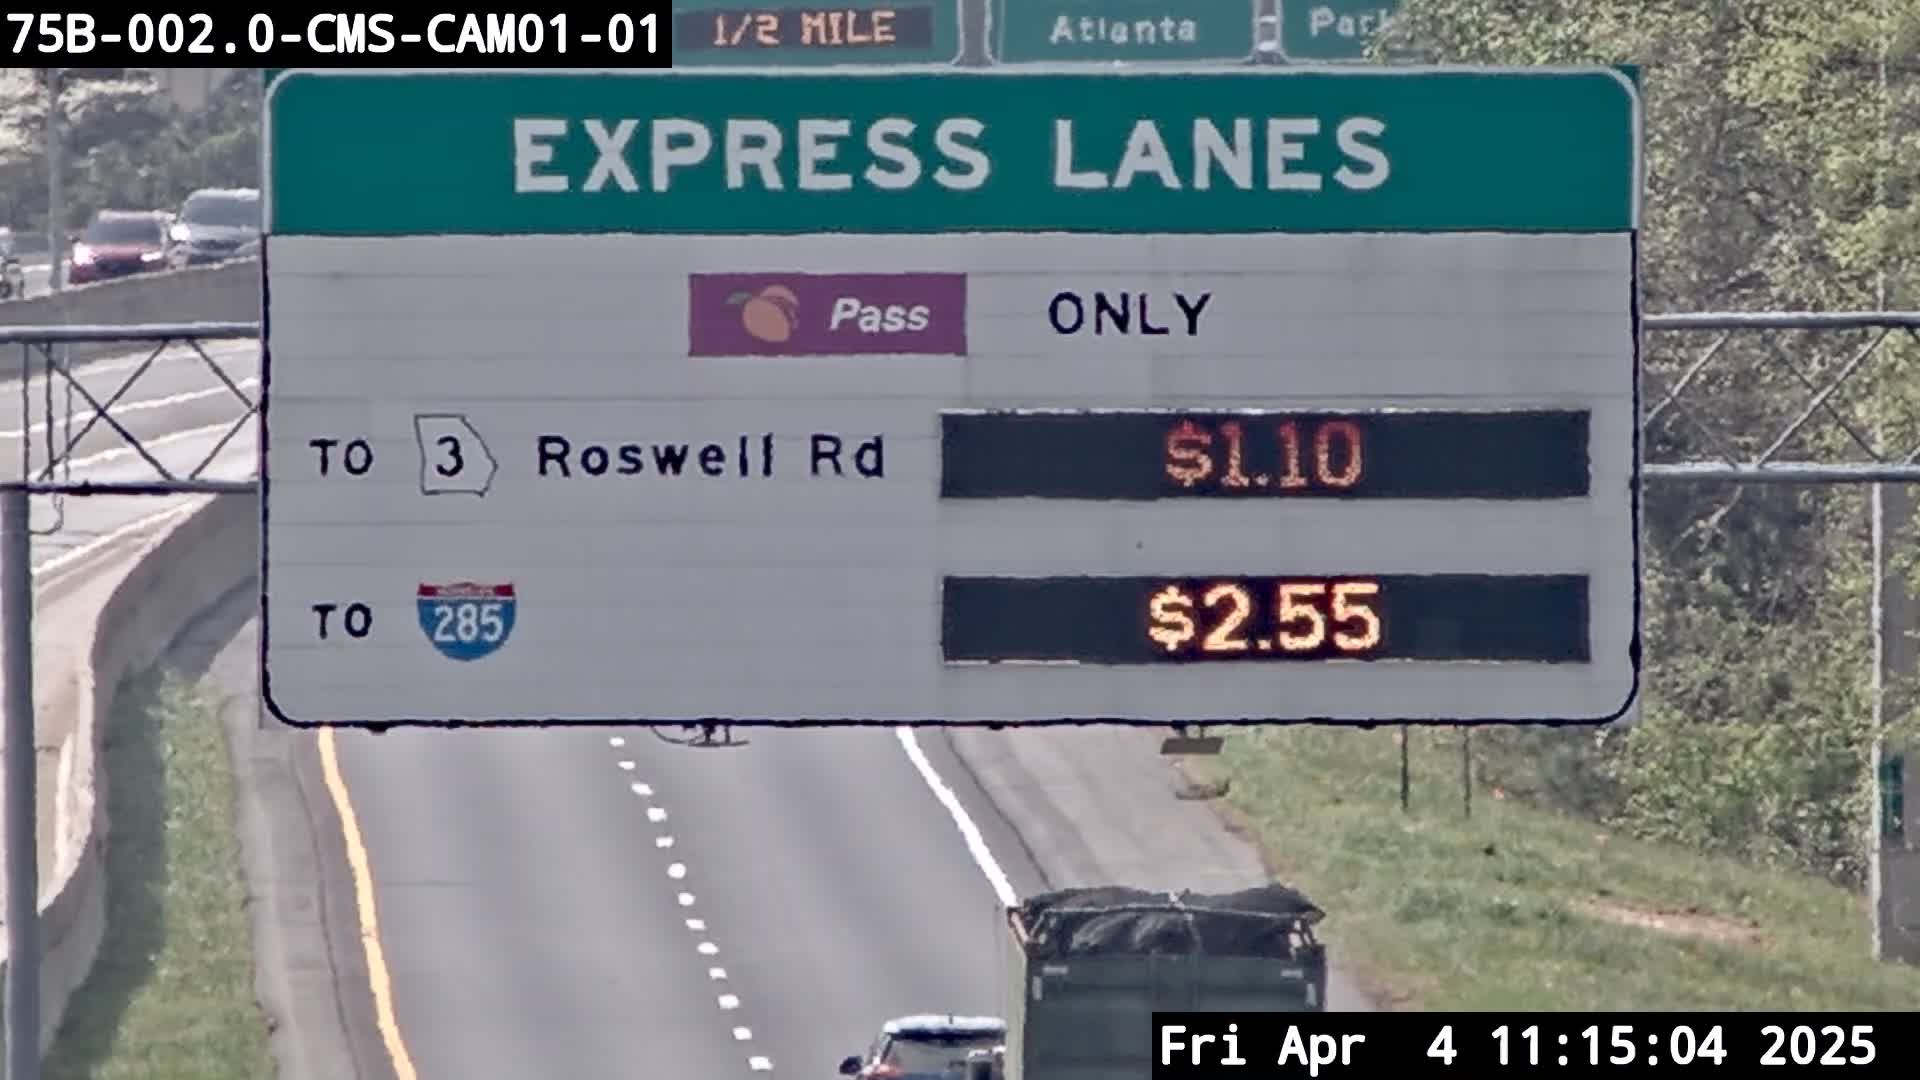 75B-002.0-CMS-CAM01-01
1/2 MILE
Atlanta
EXPRESS LANES
Pass ONLY
TO 3 Roswell Rd $1.10
TO 285 $2.55
Fri Apr 4 11:15:04 2025